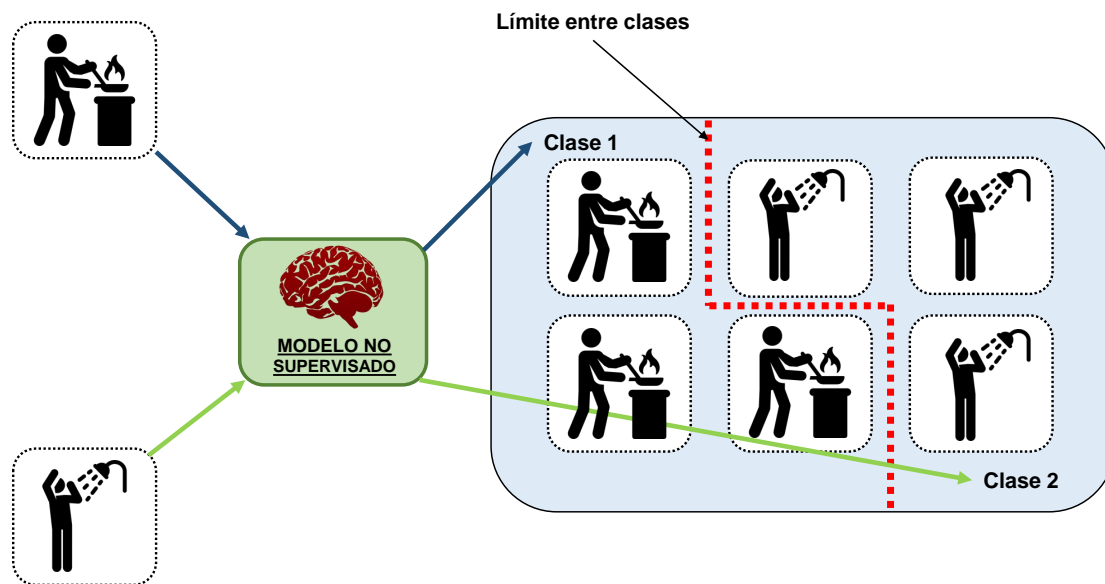 Límite entre clases
Clase 1
MODELO NO
SUPERVISADO
Clase 2